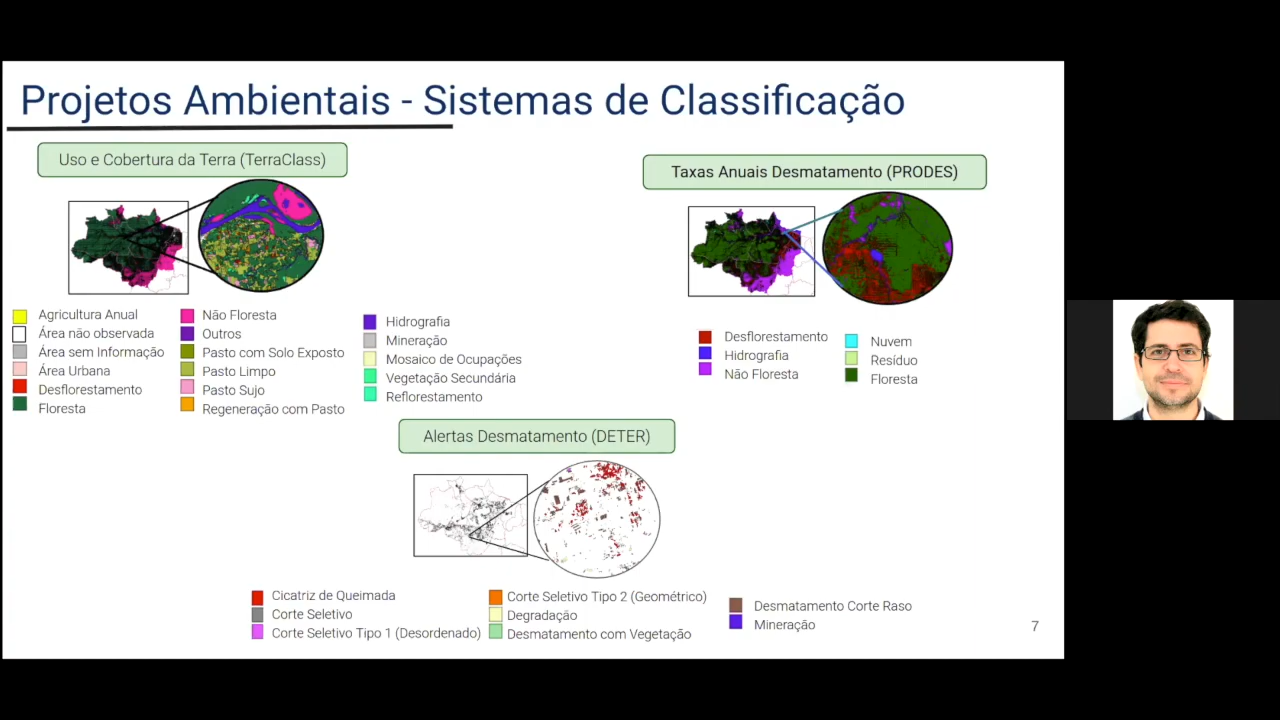 Projetos Ambientais - Sistemas de Classificação
Uso e Cobertura da Terra (TerraClass)
Agricultura Anual
Área não observada
Área sem Informação
Área Urbana
Desflorestamento
Floresta
Não Floresta
Outros
Pasto com Solo Exposto
Pasto Limpo
Pasto Sujo
Regeneração com Pasto
Hidrografia
Mineração
Mosaico de Ocupações
Vegetação Secundária
Reflorestamento
Taxas Anuais Desmatamento (PRODES)
Desflorestamento
Hidrografia
Não Floresta
Nuvem
Resíduo
Floresta
Alertas Desmatamento (DETER)
Cicatriz de Queimada
Corte Seletivo
Corte Seletivo Tipo 1 (Desordenado)
Corte Seletivo Tipo 2 (Geométrico)
Degradação
Desmatamento com Vegetação
Desmatamento Corte Raso
Mineração
7